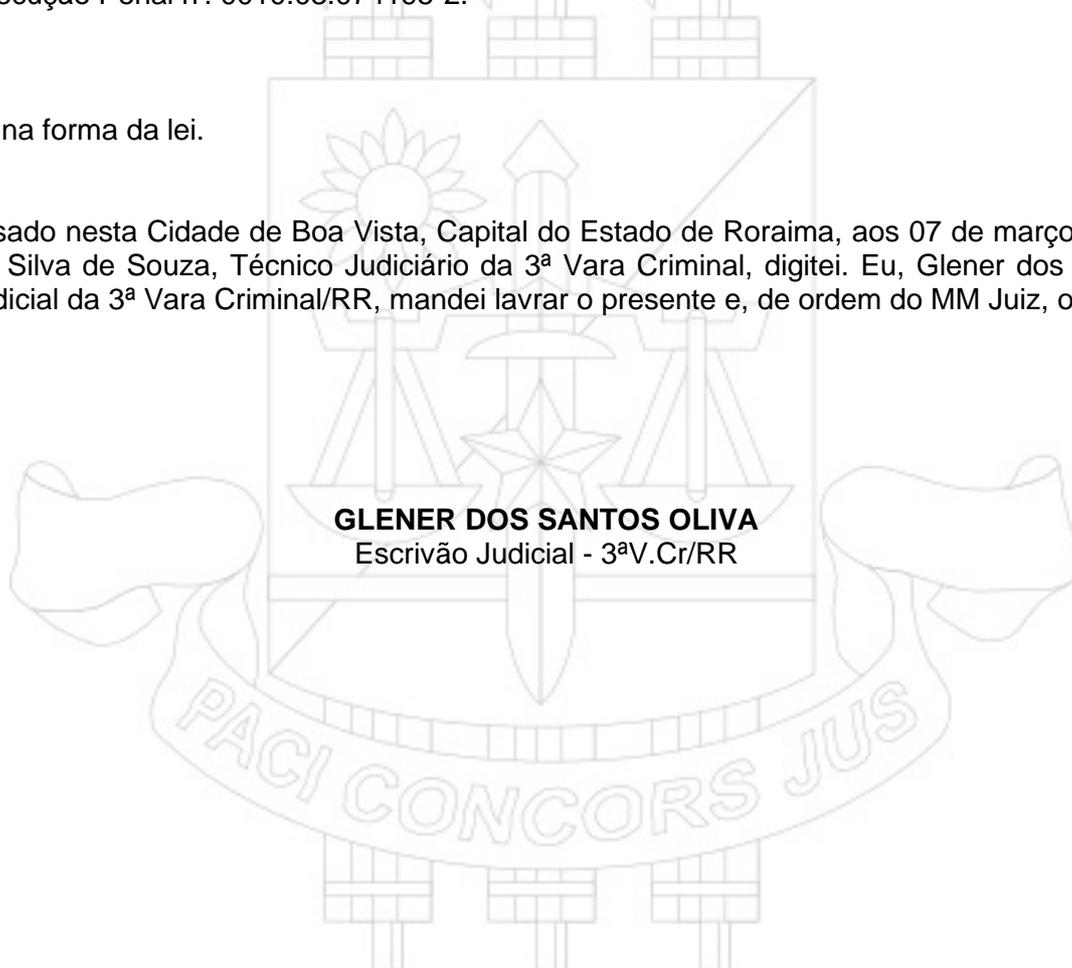 na forma da lei.
sado nesta Cidade de Boa Vista, Capital do Estado de Roraima, aos 07 de março
Silva de Souza, Técnico Judiciário da 3ª Vara Criminal, digitei. Eu, Glener dos
dicial da 3ª Vara Criminal/RR, mandei lavrar o presente e, de ordem do MM Juiz, o
GLENER DOS SANTOS OLIVA
Escrivão Judicial - 3ªV.Cr/RR
PACI CONCORS JUS